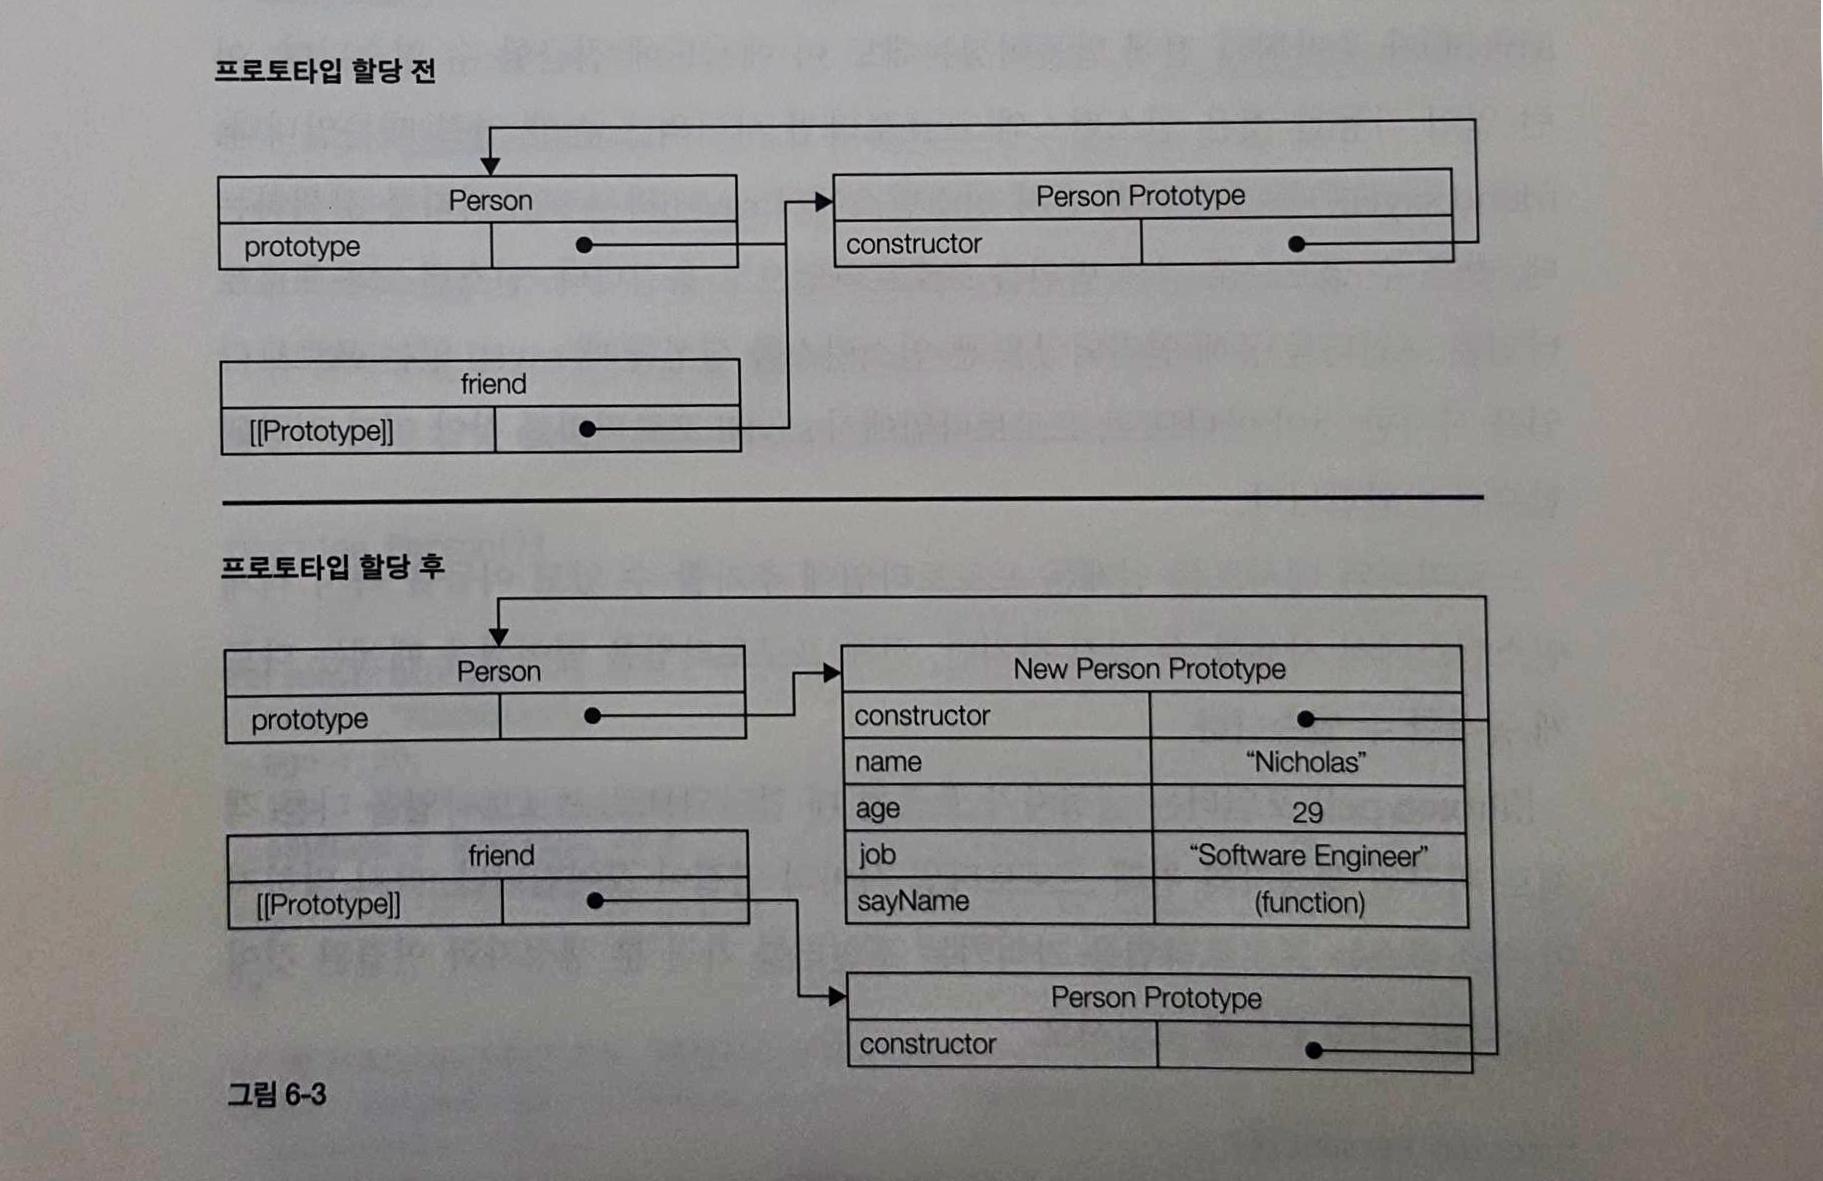 프로토타입 할당 전
Person
prototype
Person Prototype
constructor
friend
[[Prototype]]
프로토타입 할당 후
Person
prototype
New Person Prototype
constructor
name “Nicholas”
age 29
job “Software Engineer”
sayName (function)
friend
[[Prototype]]
Person Prototype
constructor
그림 6-3